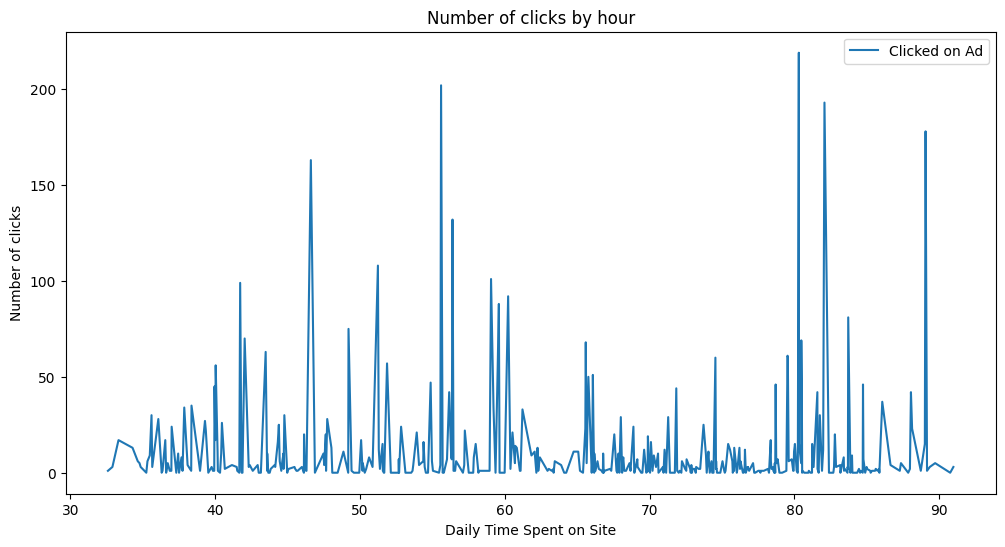 Number of clicks by hour
Clicked on Ad
Number of clicks
200
150
100
50
0
30 40 50 60 70 80 90
Daily Time Spent on Site